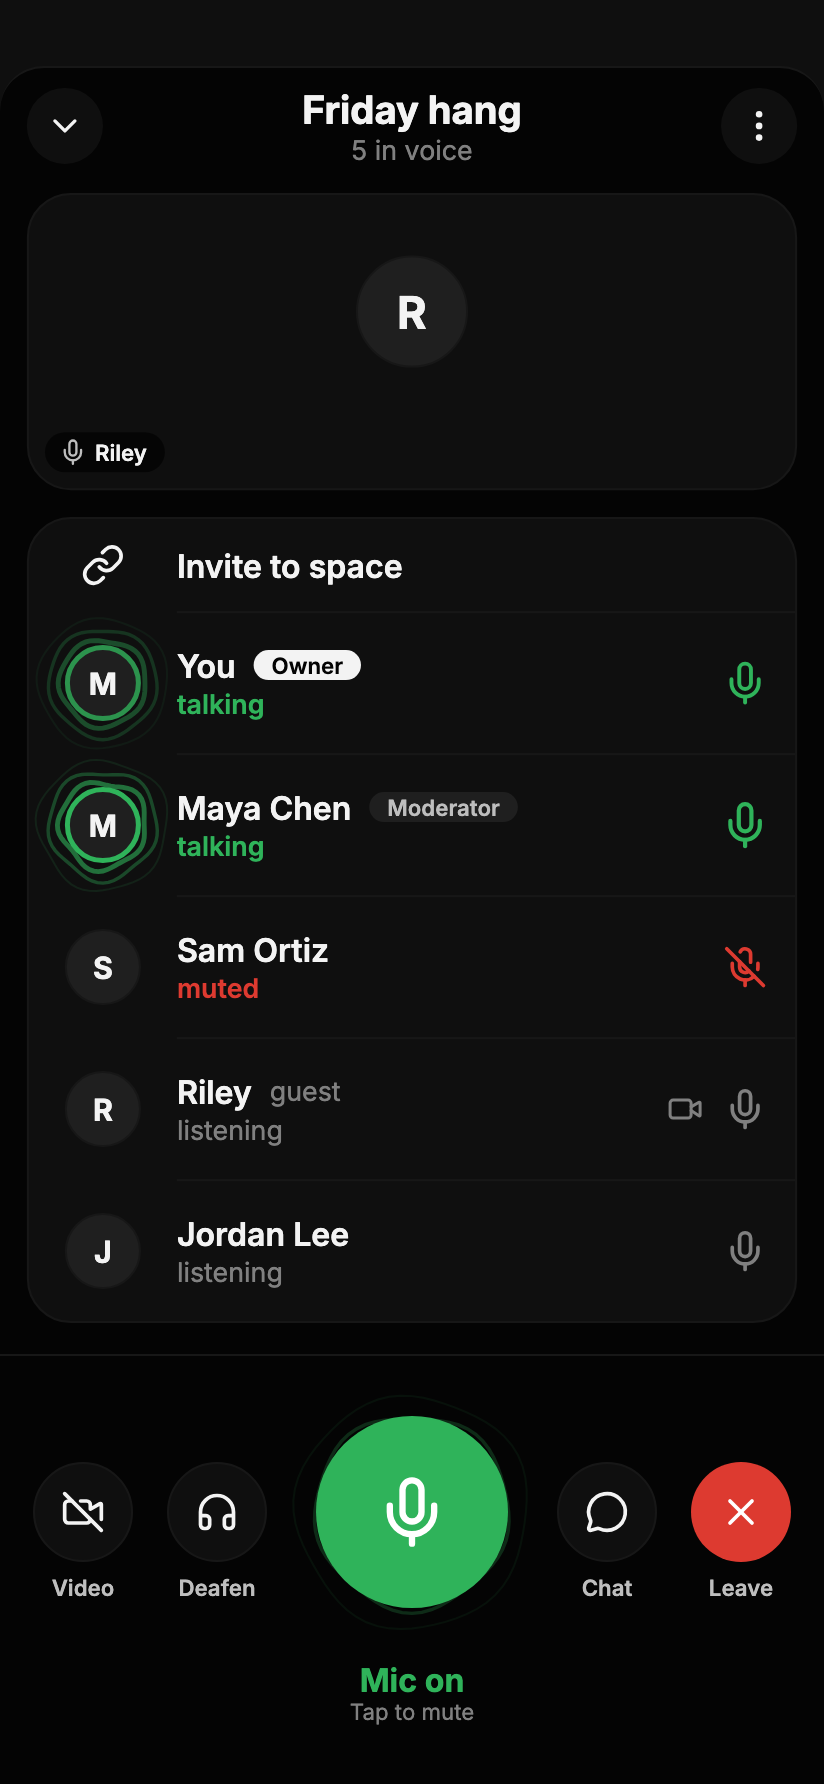 Friday hang
5 in voice
R
Riley
Invite to space
M
You Owner
talking
M
Maya Chen Moderator
talking
S
Sam Ortiz
muted
R
Riley guest
listening
J
Jordan Lee
listening
Video
Deafen
Chat
Leave
Mic on
Tap to mute